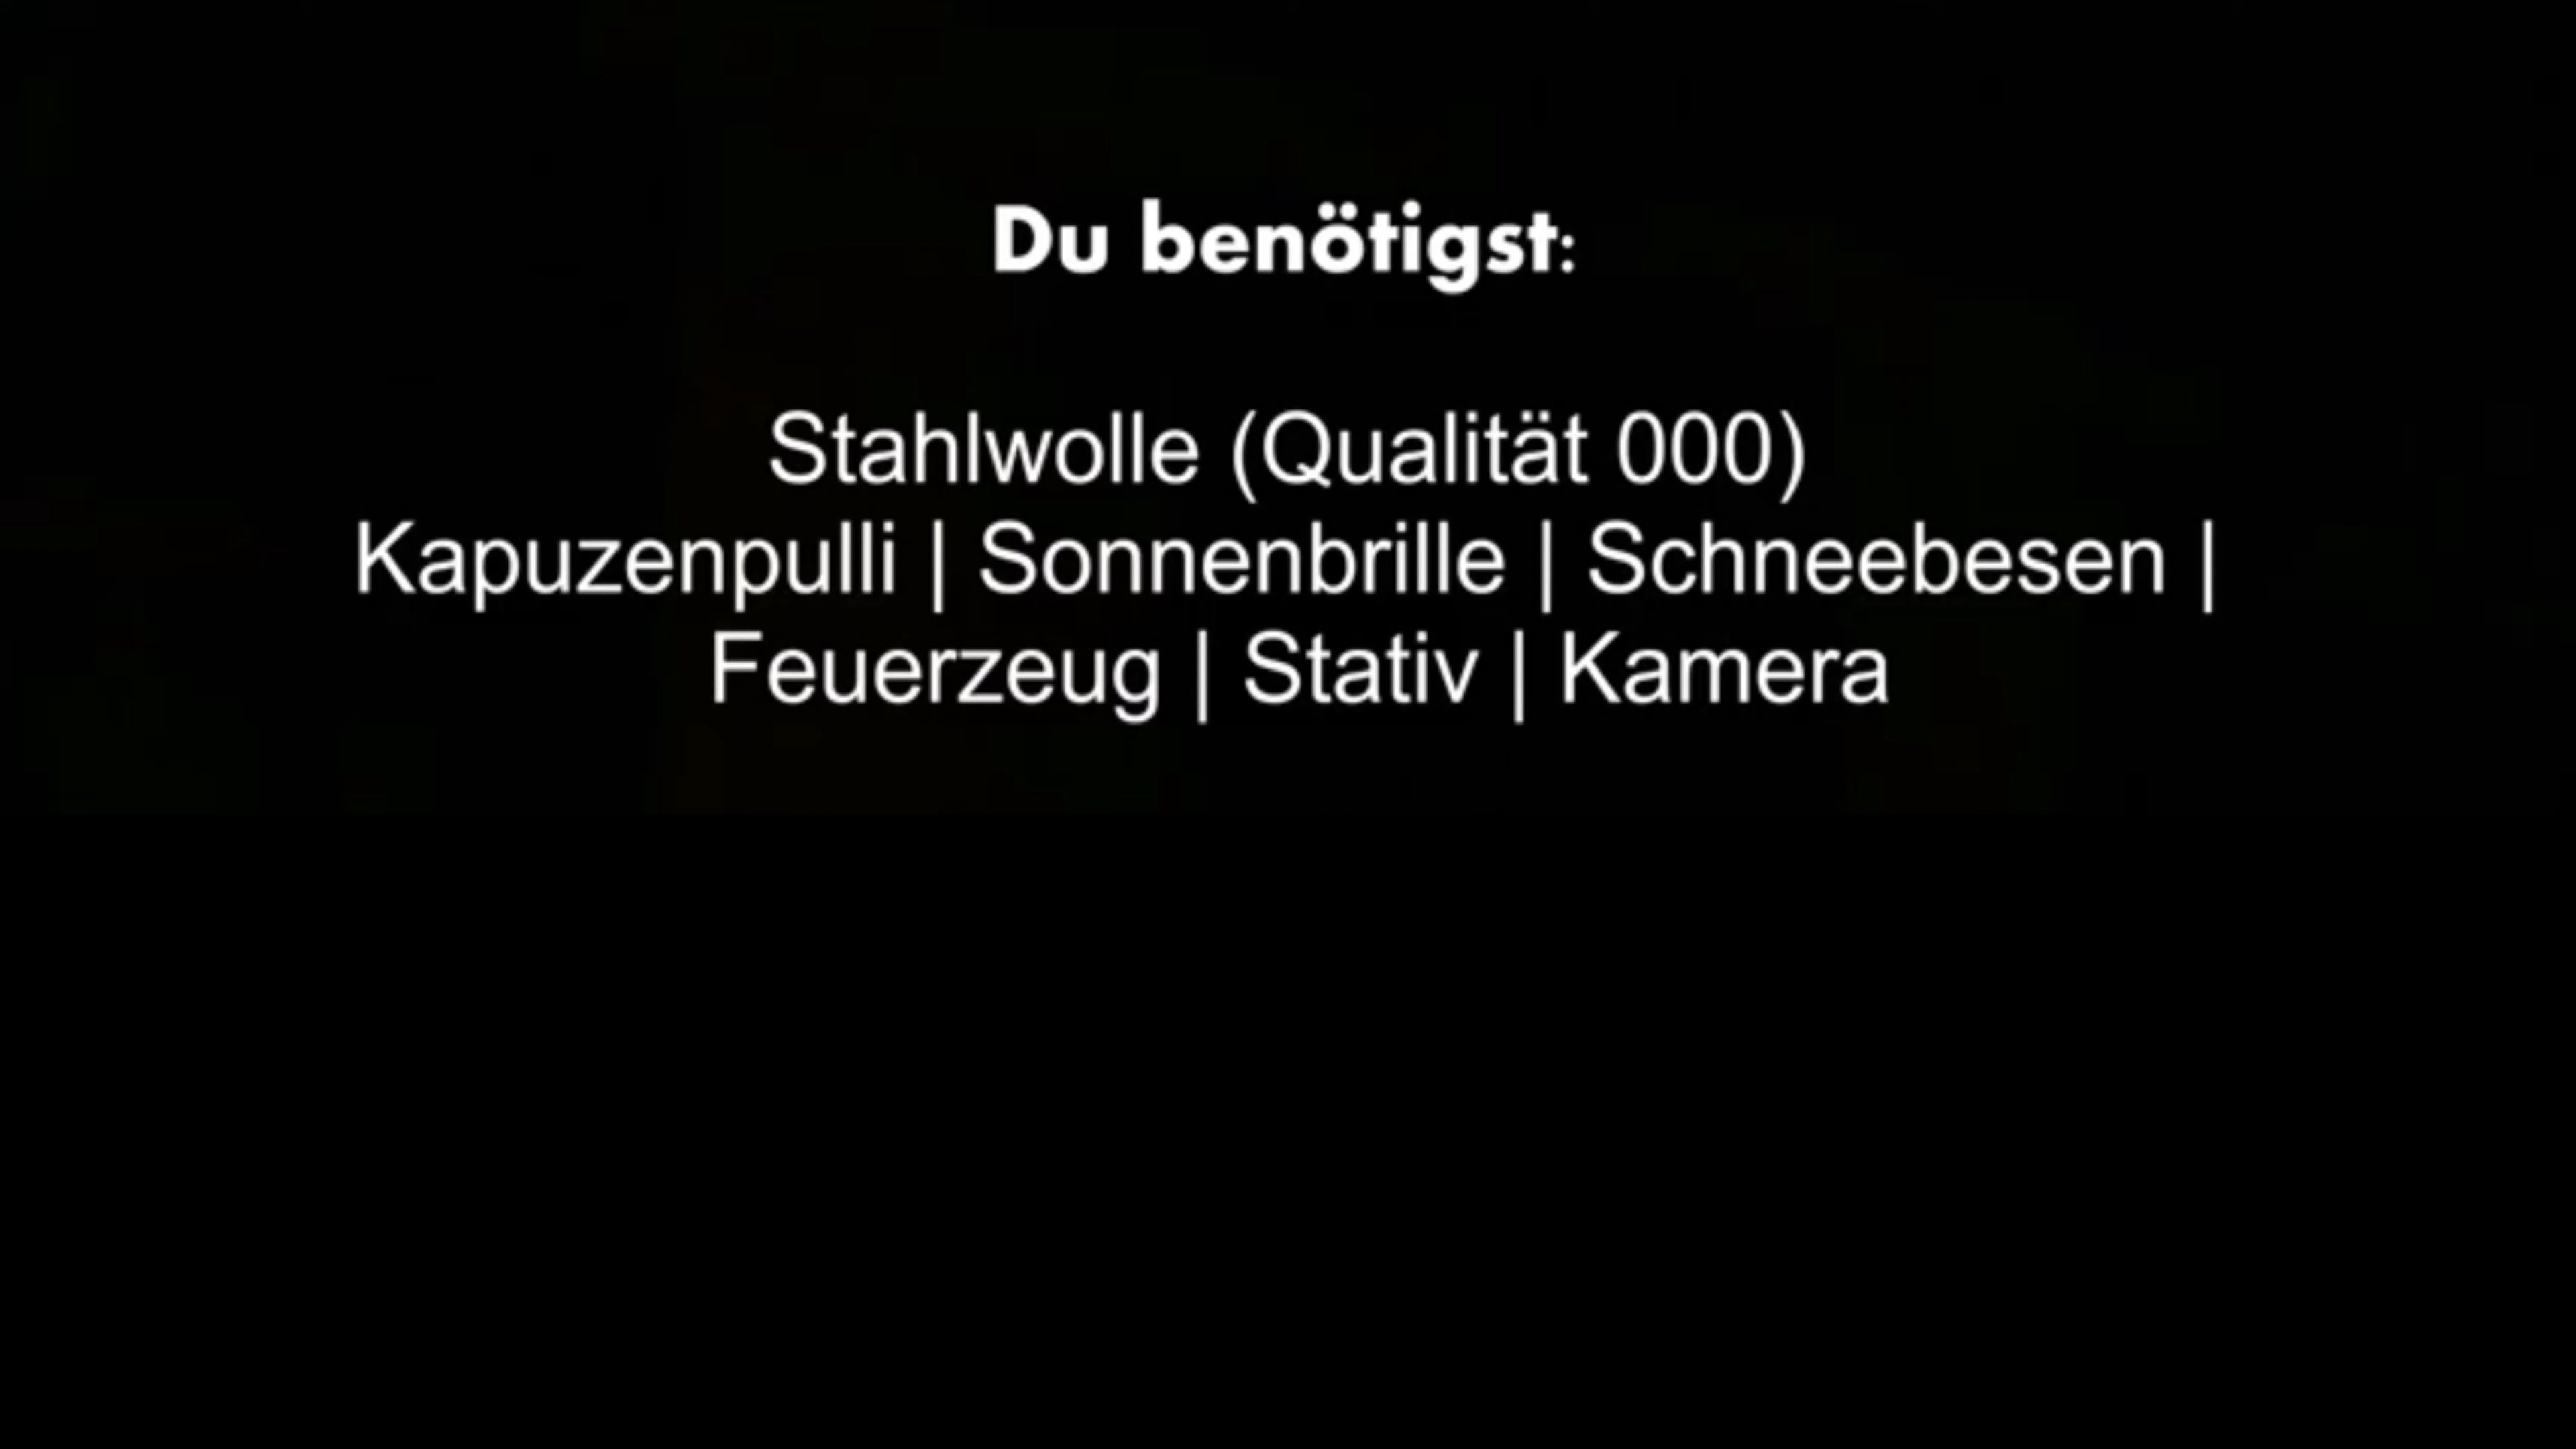 Du benötigst:
Stahlwolle (Qualität 000)
Kapuzenpulli | Sonnenbrille | Schneebesen |
Feuerzeug | Stativ | Kamera